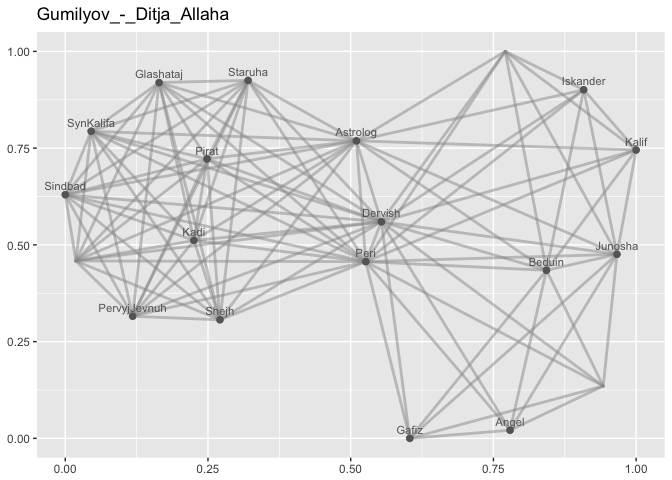 Gumilyov_-_Ditja_Allaha
1.00
0.75
0.50
0.25
0.00
Glashataj
Staruha
Iskander
SynKalifa
Astrolog
Kalif
Pirat
Sindbad
Dervish
Kadi
Peri
Junosha
Beduin
PervyjJevnuh
Shejh
Gafiz
Angel
0.00 0.25 0.50 0.75 1.00